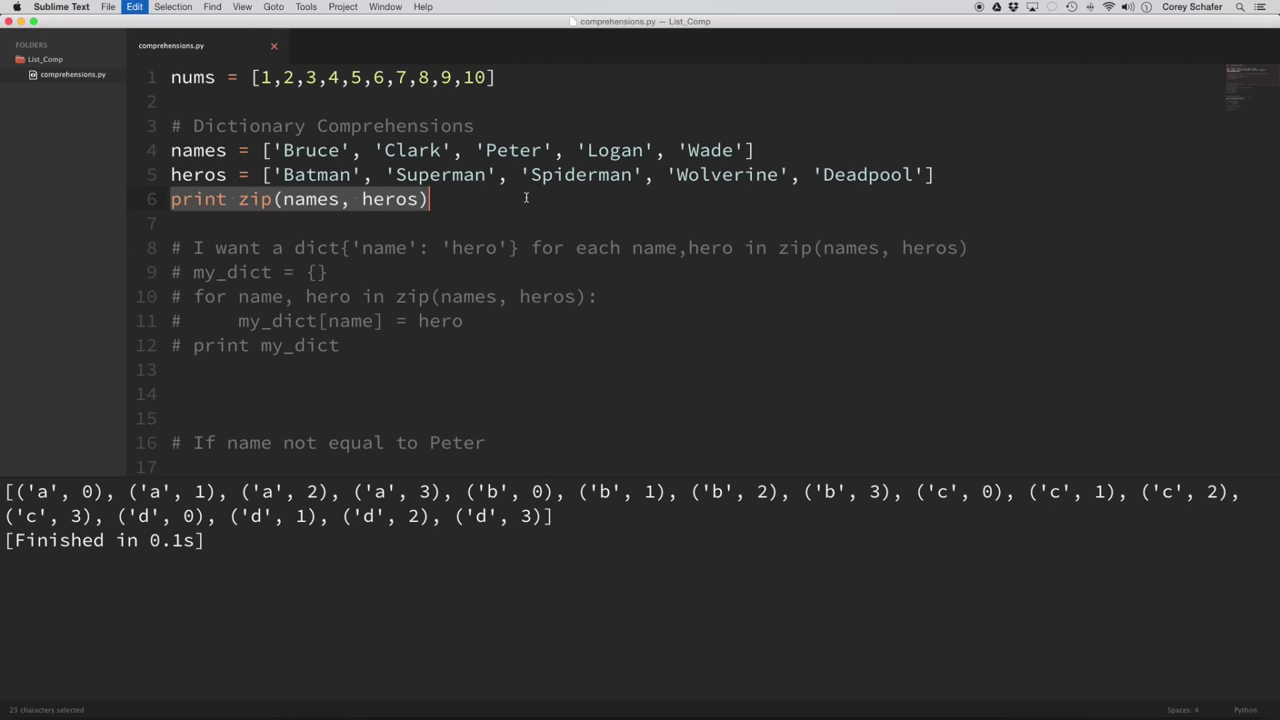 Sublime Text File Edit Selection Find View Goto Tools Project Window Help Corey Schafer
comprehensions.py — List_Comp
FOLDERS
List_Comp
comprehensions.py
comprehensions.py
1 nums = [1,2,3,4,5,6,7,8,9,10]
2
3 # Dictionary Comprehensions
4 names = ['Bruce', 'Clark', 'Peter', 'Logan', 'Wade']
5 heros = ['Batman', 'Superman', 'Spiderman', 'Wolverine', 'Deadpool']
6 print zip(names, heros)
7
8 # I want a dict{'name': 'hero'} for each name,hero in zip(names, heros)
9 # my_dict = {}
10 # for name, hero in zip(names, heros):
11 #     my_dict[name] = hero
12 # print my_dict
13
14
15
16 # If name not equal to Peter
17
[('a', 0), ('a', 1), ('a', 2), ('a', 3), ('b', 0), ('b', 1), ('b', 2), ('b', 3), ('c', 0), ('c', 1), ('c', 2),
('c', 3), ('d', 0), ('d', 1), ('d', 2), ('d', 3)]
[Finished in 0.1s]
23 characters selected Spaces: 4 Python